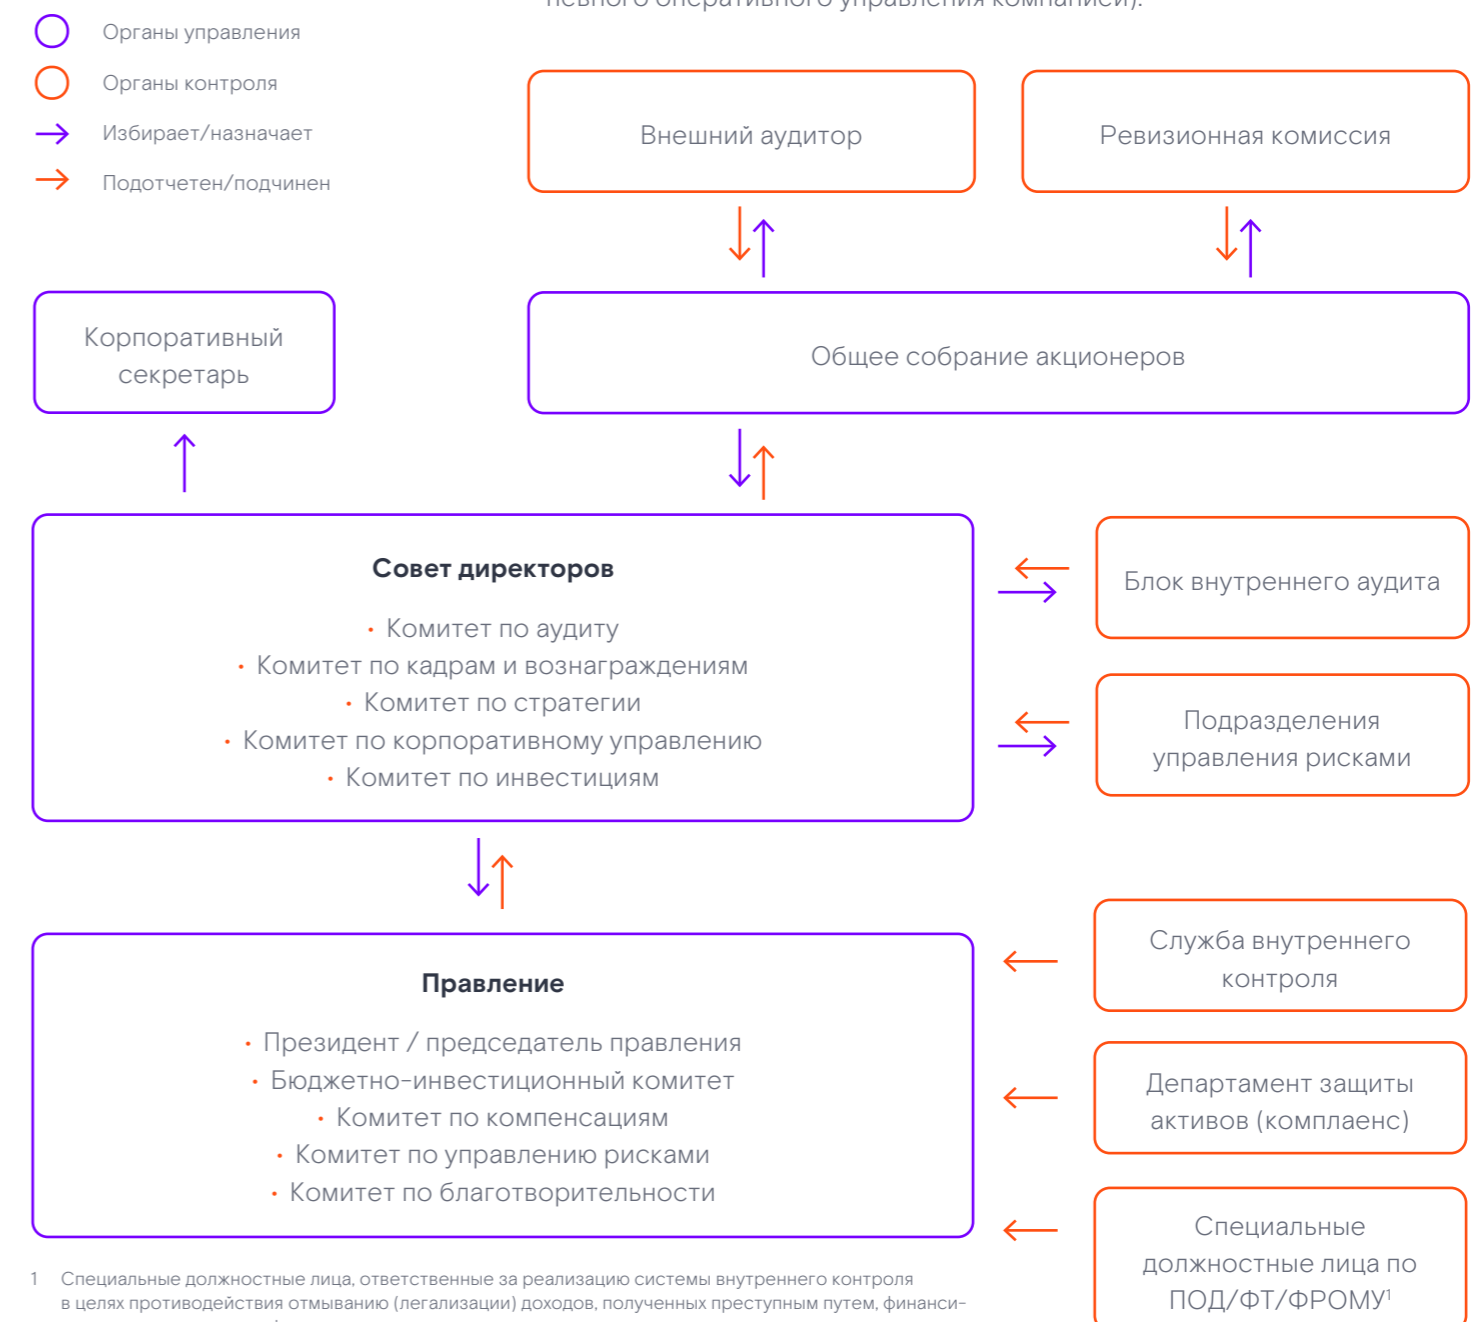 невного оперативного управления компанией).
Органы управления
Органы контроля
Избирает/назначает
Подотчетен/подчинен
Внешний аудитор
Ревизионная комиссия
Корпоративный
секретарь
Общее собрание акционеров
Совет директоров
• Комитет по аудиту
• Комитет по кадрам и вознаграждениям
• Комитет по стратегии
• Комитет по корпоративному управлению
• Комитет по инвестициям
Блок внутреннего аудита
Подразделения
управления рисками
Правление
• Президент / председатель правления
• Бюджетно-инвестиционный комитет
• Комитет по компенсациям
• Комитет по управлению рисками
• Комитет по благотворительности
Служба внутреннего
контроля
Департамент защиты
активов (комплаенс)
Специальные
должностные лица по
ПОД/ФТ/ФРОМУ1
1 Специальные должностные лица, ответственные за реализацию системы внутреннего контроля
в целях противодействия отмыванию (легализации) доходов, полученных преступным путем, финанси-